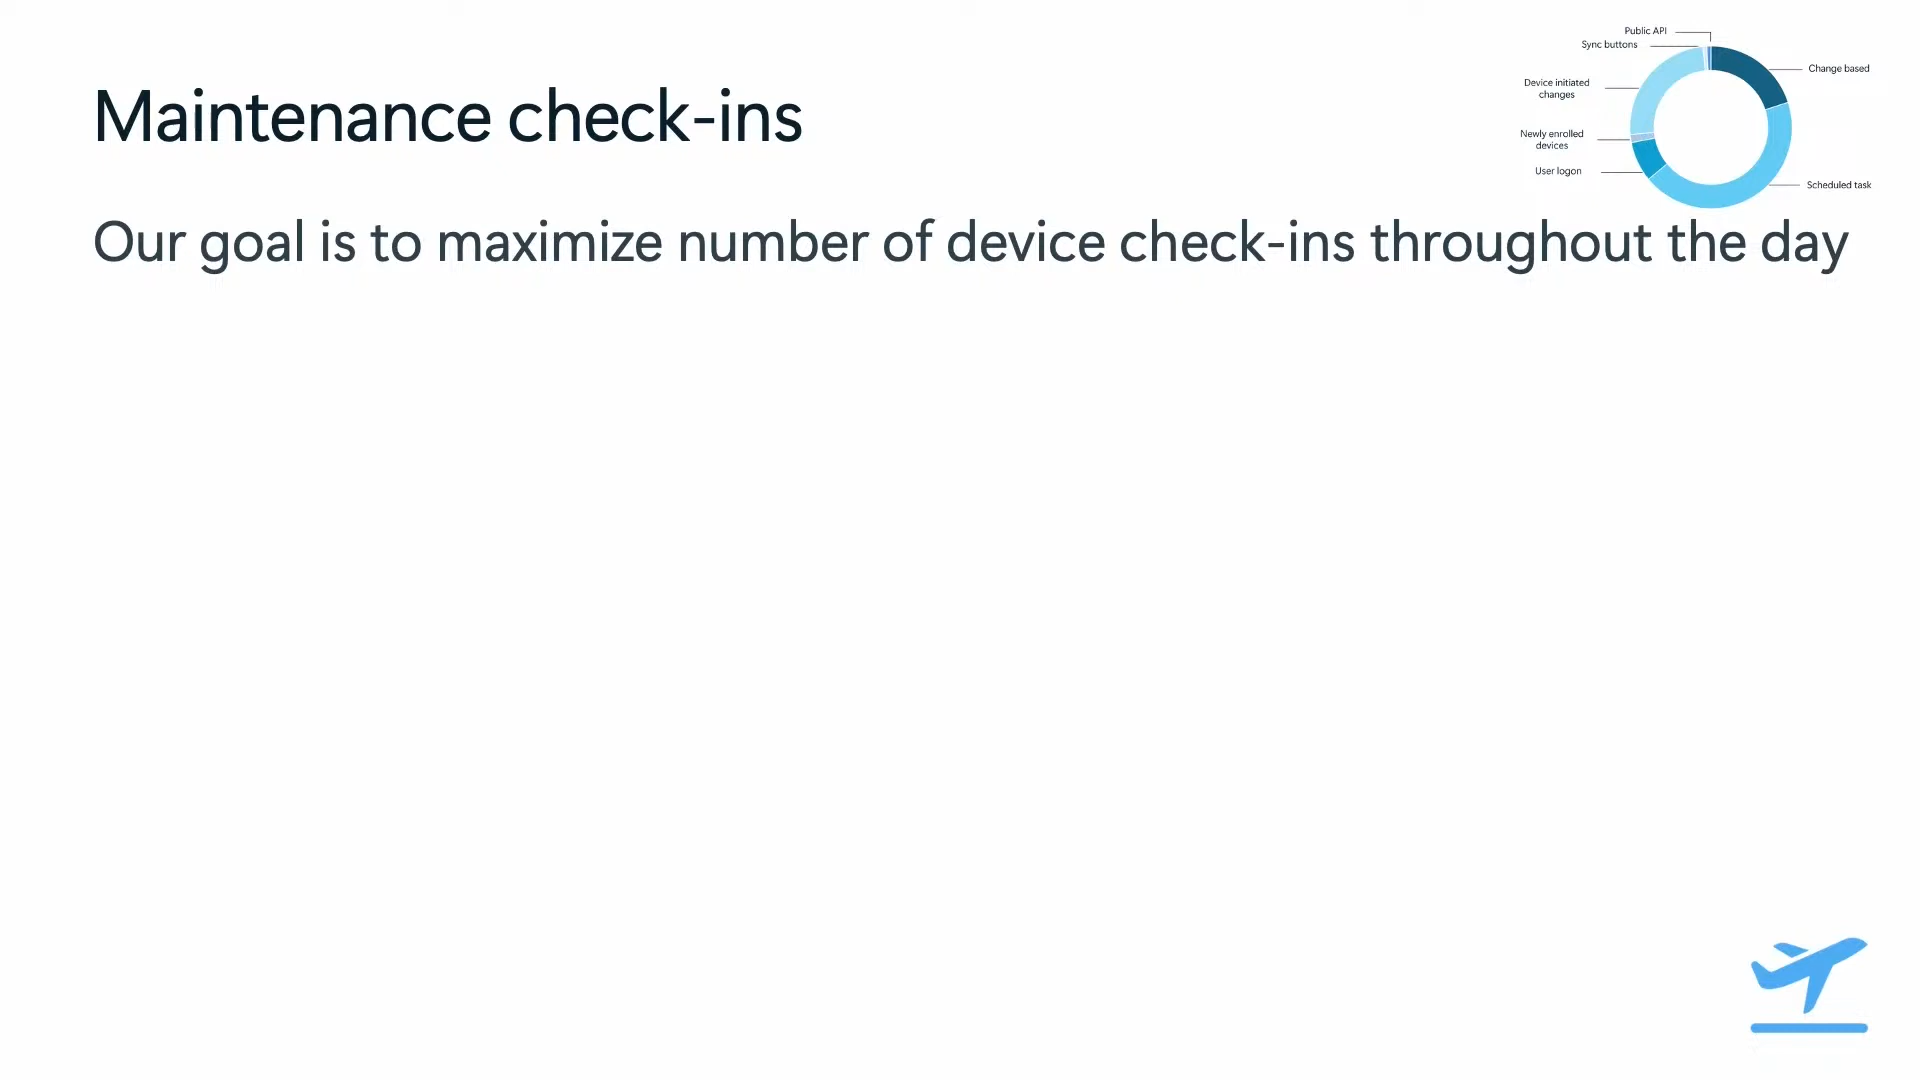 Maintenance check-ins
Our goal is to maximize number of device check-ins throughout the day
Public API
Sync buttons
Device initiated
changes
Newly enrolled
devices
User logon
Change based
Scheduled task